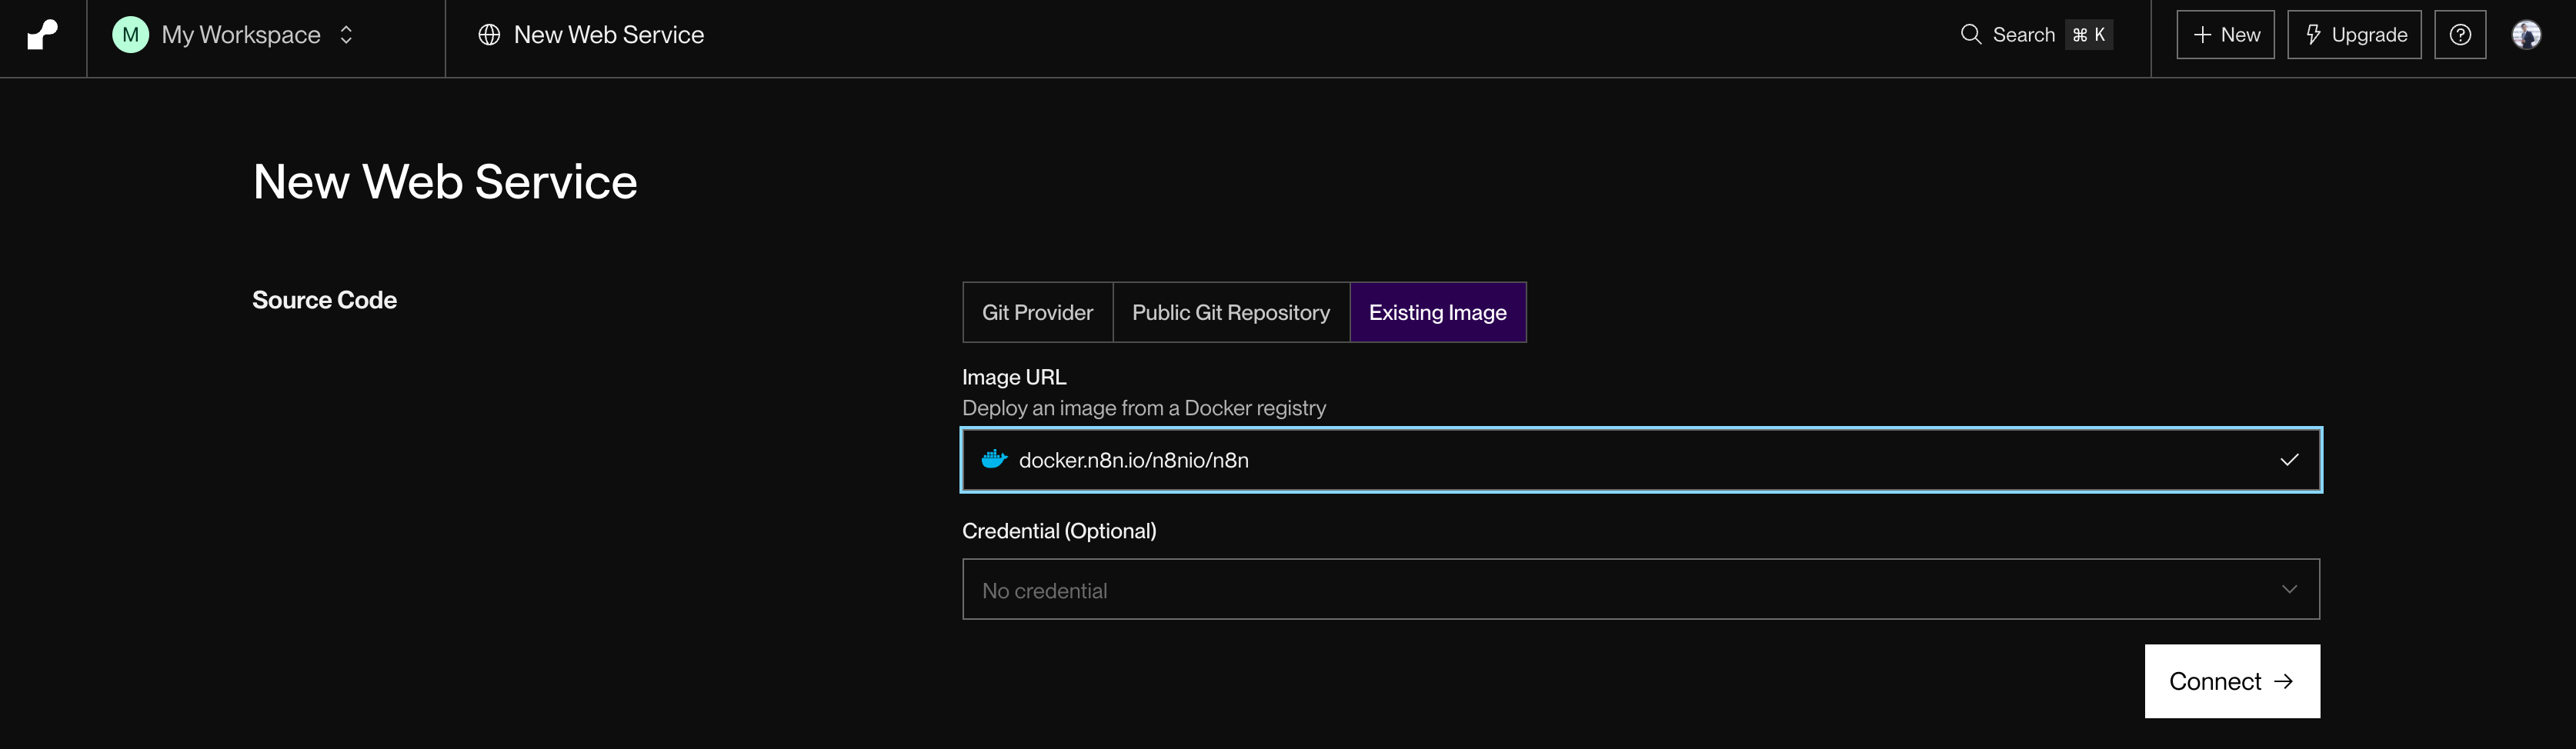 M My Workspace
New Web Service
Search ⌘ K
+ New
Upgrade
?
New Web Service
Source Code
Git Provider
Public Git Repository
Existing Image
Image URL
Deploy an image from a Docker registry
docker.n8n.io/n8nio/n8n
Credential (Optional)
No credential
Connect →